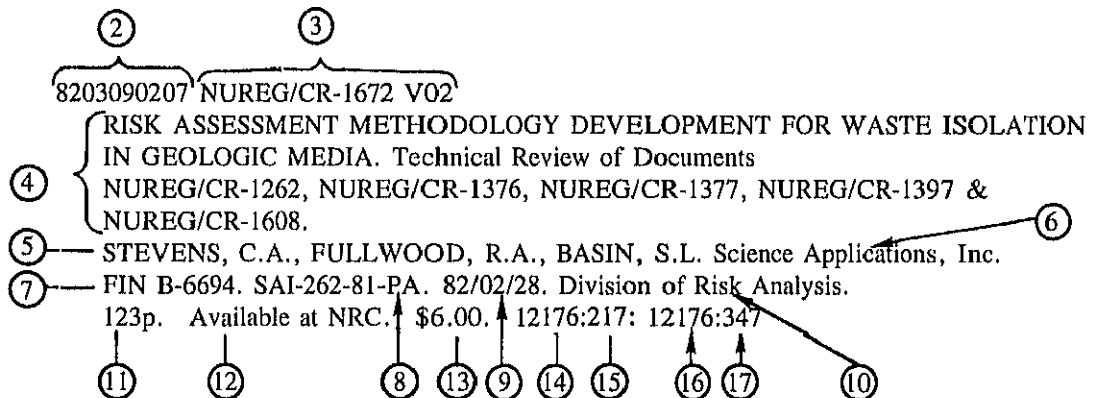 ② ③
8203090207 NUREG/CR-1672 V02
RISK ASSESSMENT METHODOLOGY DEVELOPMENT FOR WASTE ISOLATION
IN GEOLOGIC MEDIA. Technical Review of Documents
④ NUREG/CR-1262, NUREG/CR-1376, NUREG/CR-1377, NUREG/CR-1397 &
NUREG/CR-1608.
⑥
⑤ STEVENS, C.A., FULLWOOD, R.A., BASIN, S.L. Science Applications, Inc.
⑦ FIN B-6694. SAI-262-81-PA. 82/02/28. Division of Risk Analysis.
123p. Available at NRC. $6.00. 12176:217: 12176:347
⑪ ⑫ ⑧ ⑬ ⑨ ⑭ ⑮ ⑯ ⑰ ⑩